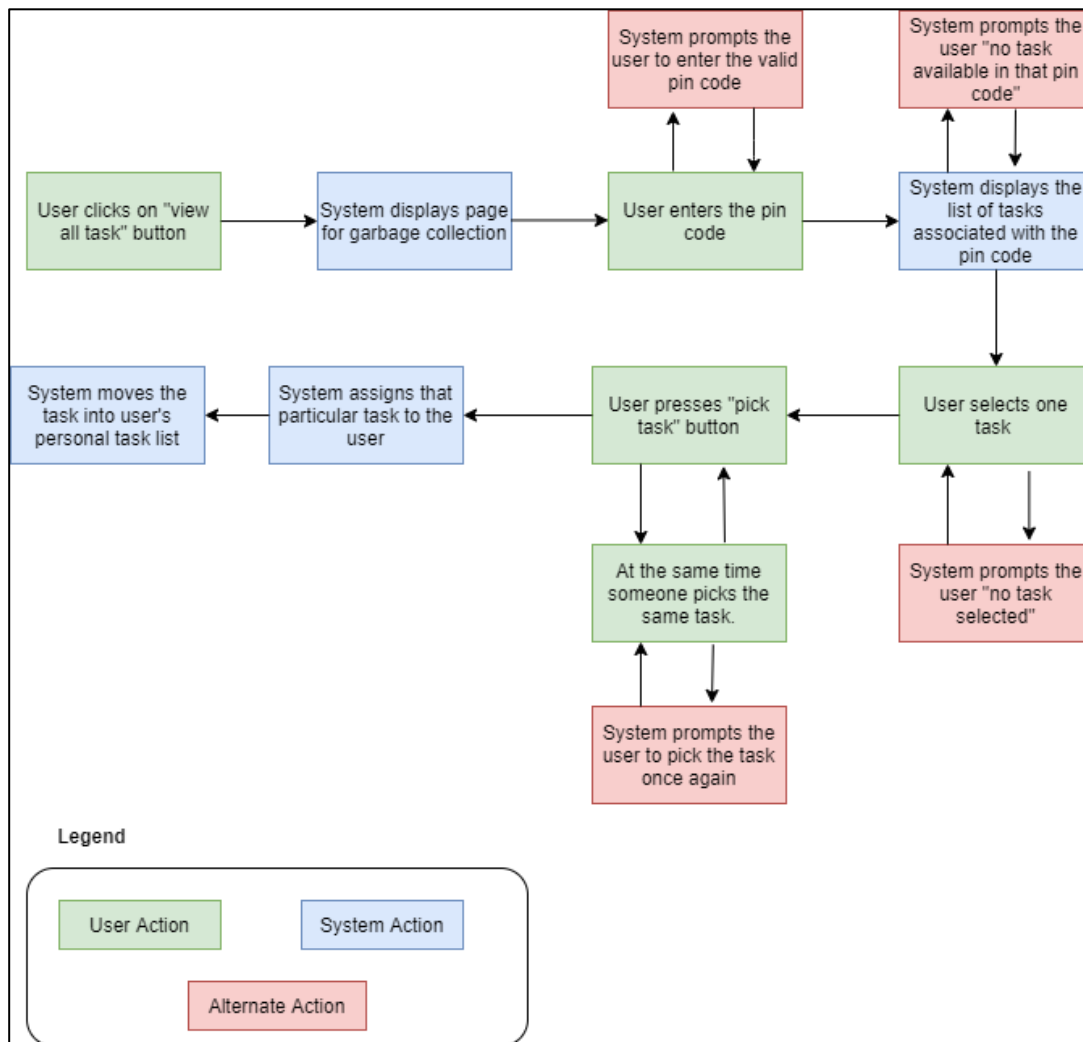 System prompts the
user to enter the valid
pin code
System prompts the
user "no task
available in that pin
code"
User clicks on "view
all task" button
System displays page
for garbage collection
User enters the pin
code
System displays the
list of tasks
associated with the
pin code
System moves the
task into user's
personal task list
System assigns that
particular task to the
user
User presses "pick
task" button
User selects one
task
At the same time
someone picks the
same task.
System prompts the
user "no task
selected"
System prompts the
user to pick the task
once again
Legend
User Action
System Action
Alternate Action